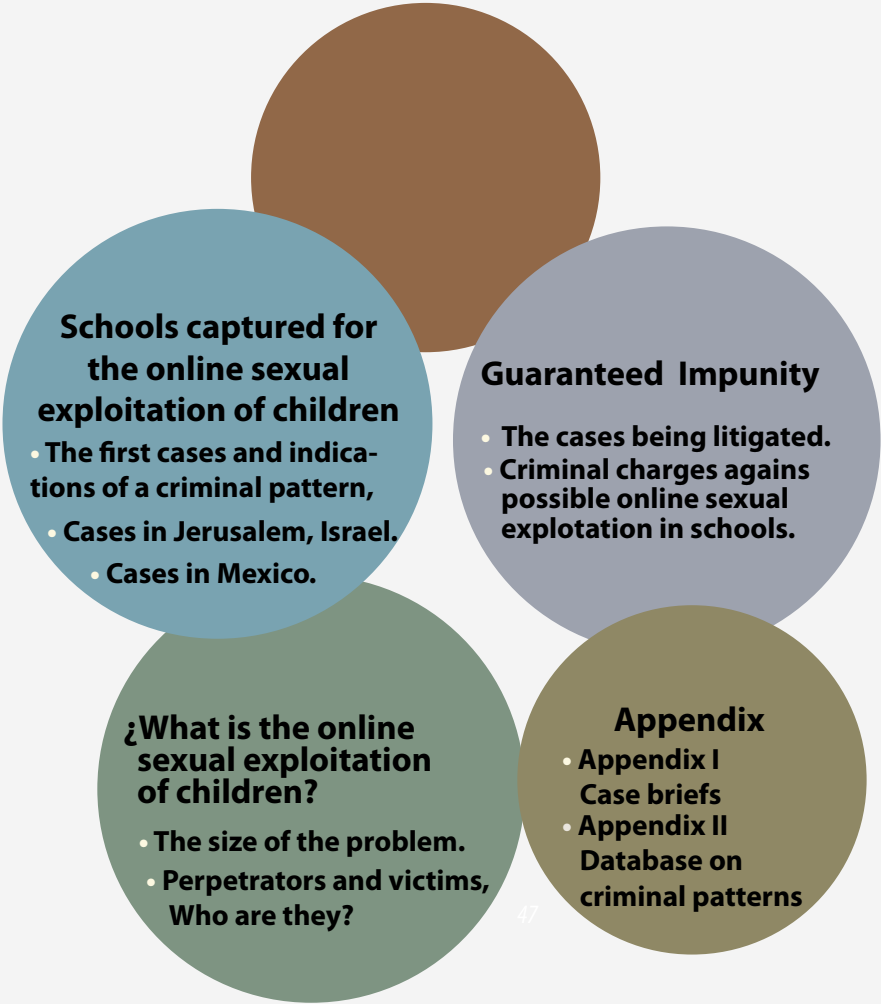 Schools captured for
the online sexual
exploitation of children
• The first cases and indica-
tions of a criminal pattern,
• Cases in Jerusalem, Israel.
• Cases in Mexico.
Guaranteed Impunity
• The cases being litigated.
• Criminal charges agains
possible online sexual
explotation in schools.
¿What is the online
sexual exploitation
of children?
• The size of the problem.
• Perpetrators and victims,
Who are they?
Appendix
• Appendix I
Case briefs
• Appendix II
Database on
criminal patterns
47